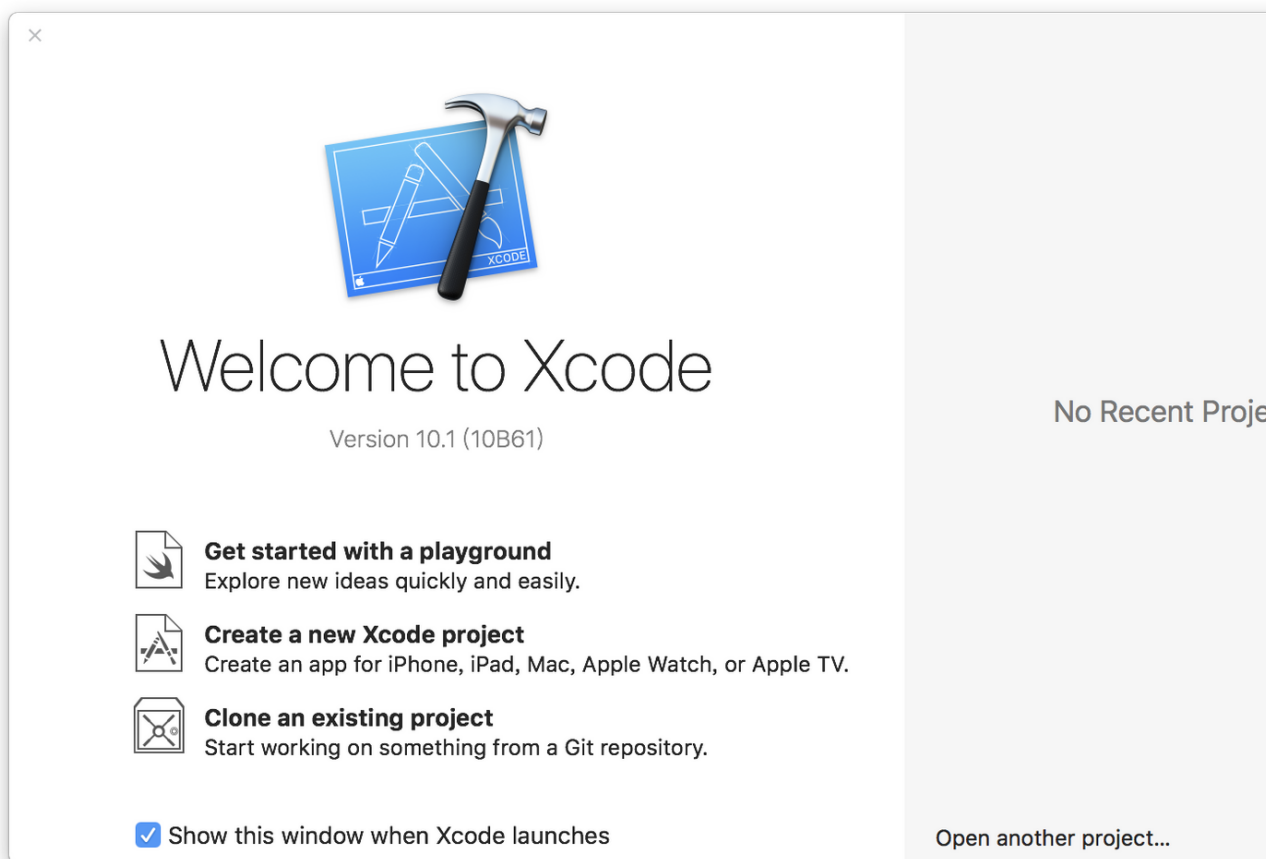 XCODE
Welcome to Xcode
Version 10.1 (10B61)
Get started with a playground
Explore new ideas quickly and easily.
Create a new Xcode project
Create an app for iPhone, iPad, Mac, Apple Watch, or Apple TV.
Clone an existing project
Start working on something from a Git repository.
Show this window when Xcode launches
No Recent Proje
Open another project...